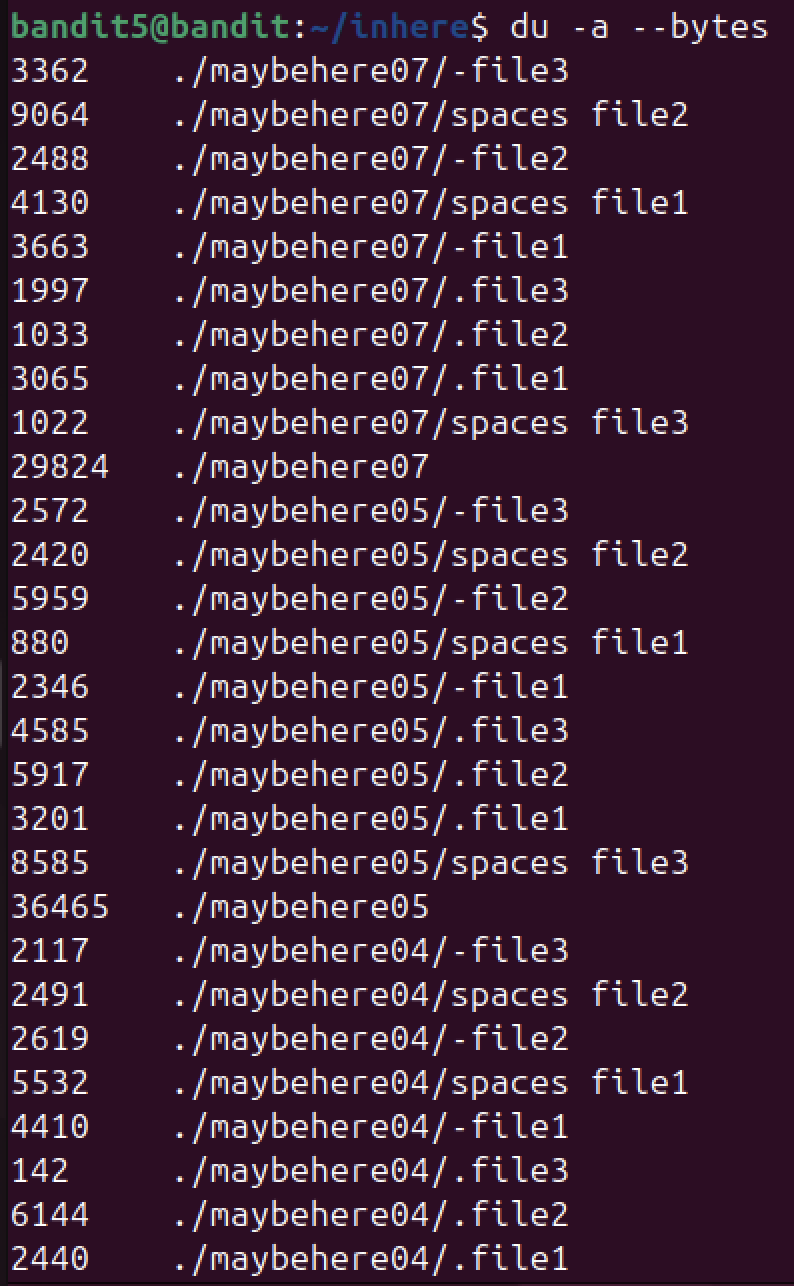 bandit5@bandit:~/inhere$ du -a --bytes
3362	./maybehere07/-file3
9064	./maybehere07/spaces file2
2488	./maybehere07/-file2
4130	./maybehere07/spaces file1
3663	./maybehere07/-file1
1997	./maybehere07/.file3
1033	./maybehere07/.file2
3065	./maybehere07/.file1
1022	./maybehere07/spaces file3
29824	./maybehere07
2572	./maybehere05/-file3
2420	./maybehere05/spaces file2
5959	./maybehere05/-file2
880	./maybehere05/spaces file1
2346	./maybehere05/-file1
4585	./maybehere05/.file3
5917	./maybehere05/.file2
3201	./maybehere05/.file1
8585	./maybehere05/spaces file3
36465	./maybehere05
2117	./maybehere04/-file3
2491	./maybehere04/spaces file2
2619	./maybehere04/-file2
5532	./maybehere04/spaces file1
4410	./maybehere04/-file1
142	./maybehere04/.file3
6144	./maybehere04/.file2
2440	./maybehere04/.file1